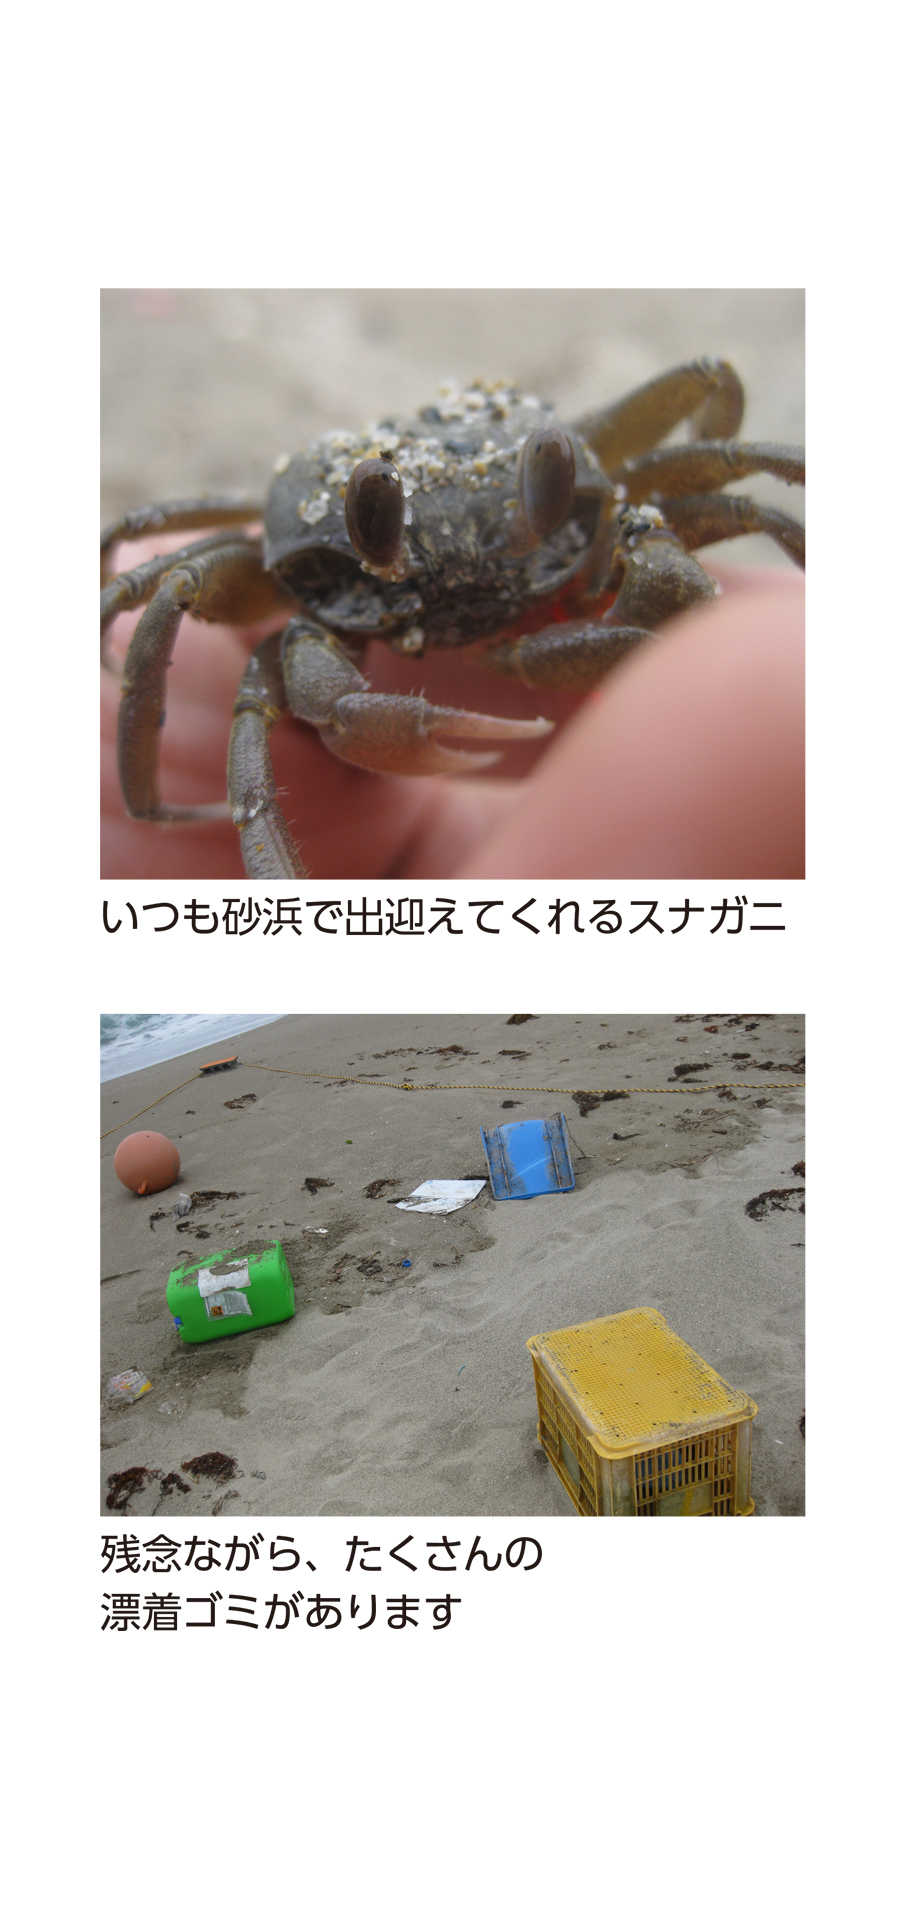 いつも砂浜で出迎えてくれるスナガニ
残念ながら、たくさんの
漂着ゴミがあります